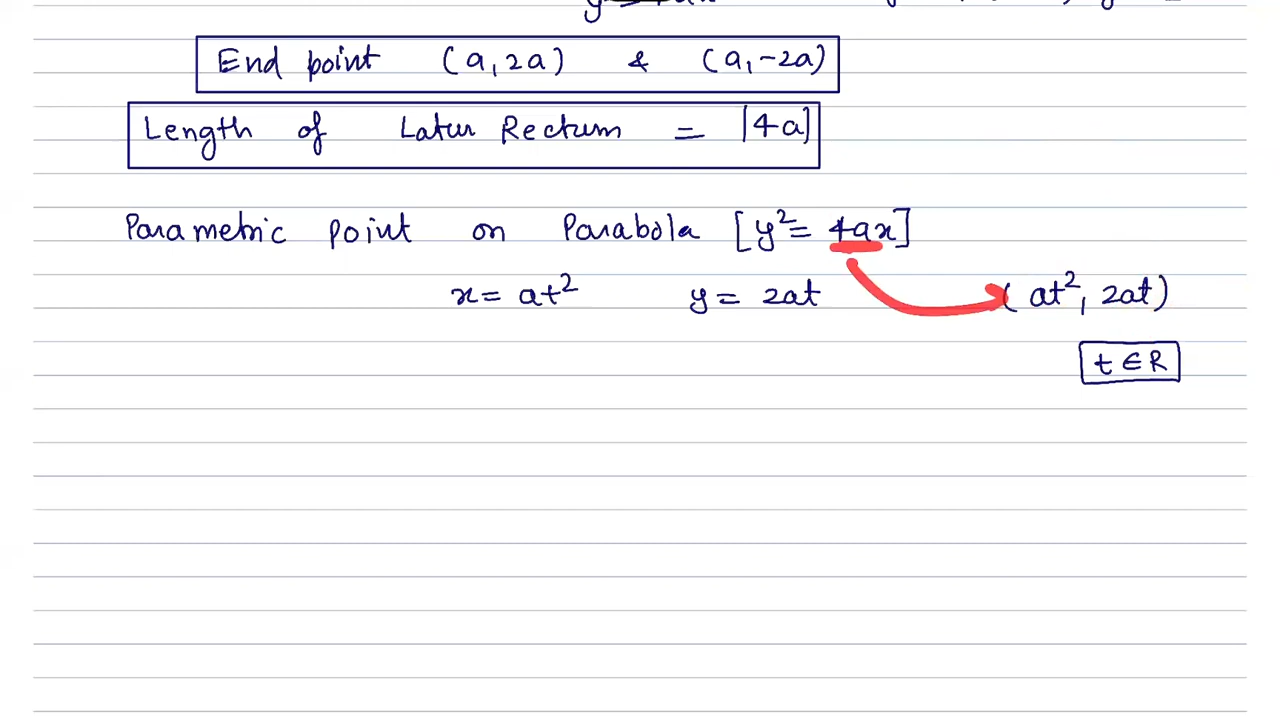 End point (a, 2a) & (a, -2a)
Length of Latur Rectum = |4a|
Parametric point on Parabola [y² = 4ax]
x = at² y = 2at (at², 2at)
t ∈ R